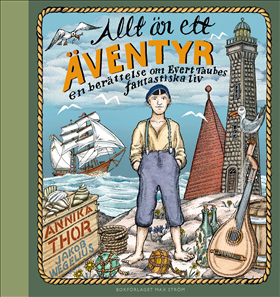 Allt är ett
ÄVENTYR
en berättelse om Evert Taubes
fantastiska liv
ANNIKA
THOR
JAKOB
WEGELIUS
BOKFÖRLAGET MAX STRÖM